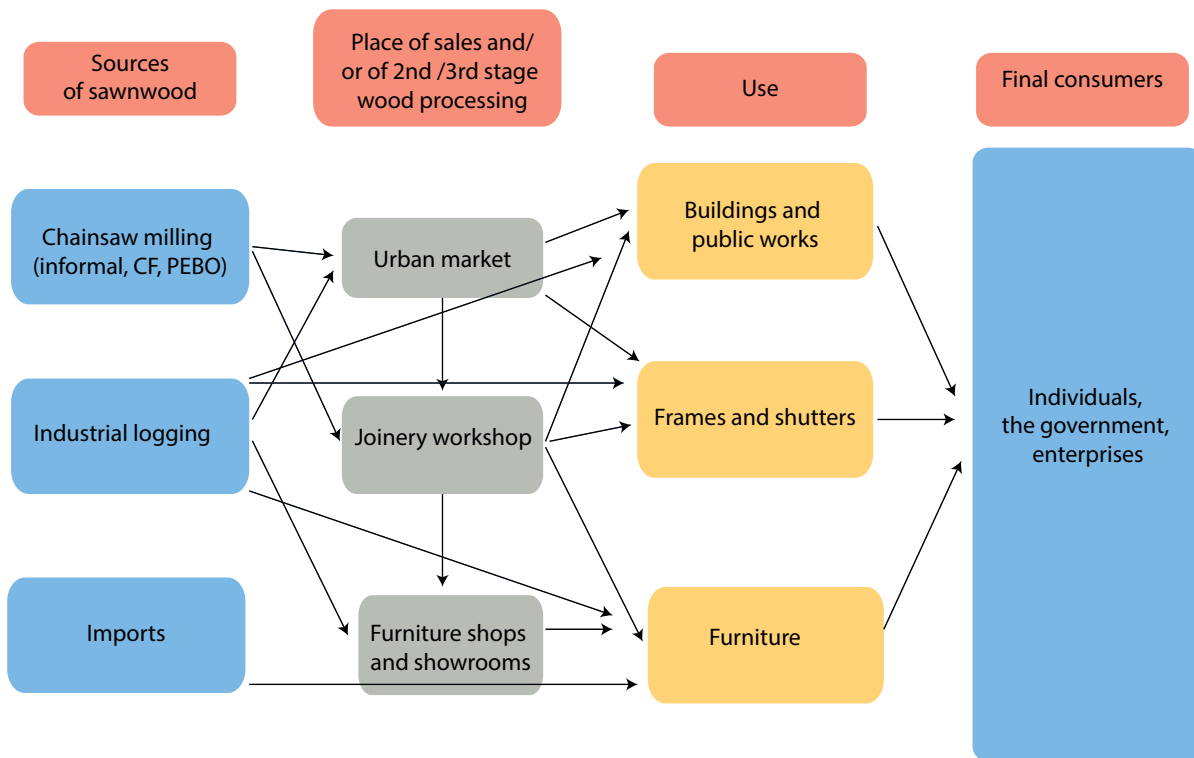 Sources
of sawnwood
Place of sales and/
or of 2nd /3rd stage
wood processing
Use
Final consumers
Chainsaw milling
(informal, CF, PEBO)
Industrial logging
Imports
Urban market
Joinery workshop
Furniture shops
and showrooms
Buildings and
public works
Frames and shutters
Furniture
Individuals,
the government,
enterprises